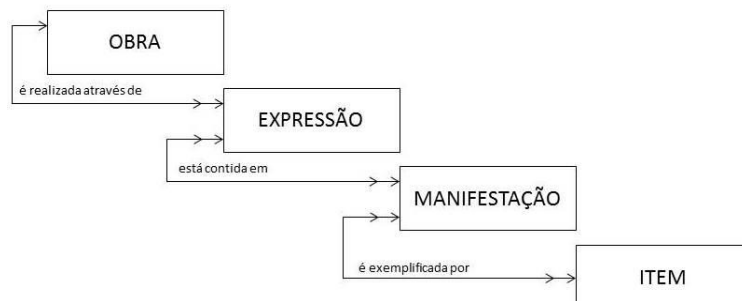 OBRA
é realizada através de
EXPRESSÃO
está contida em
MANIFESTAÇÃO
é exemplificada por
ITEM